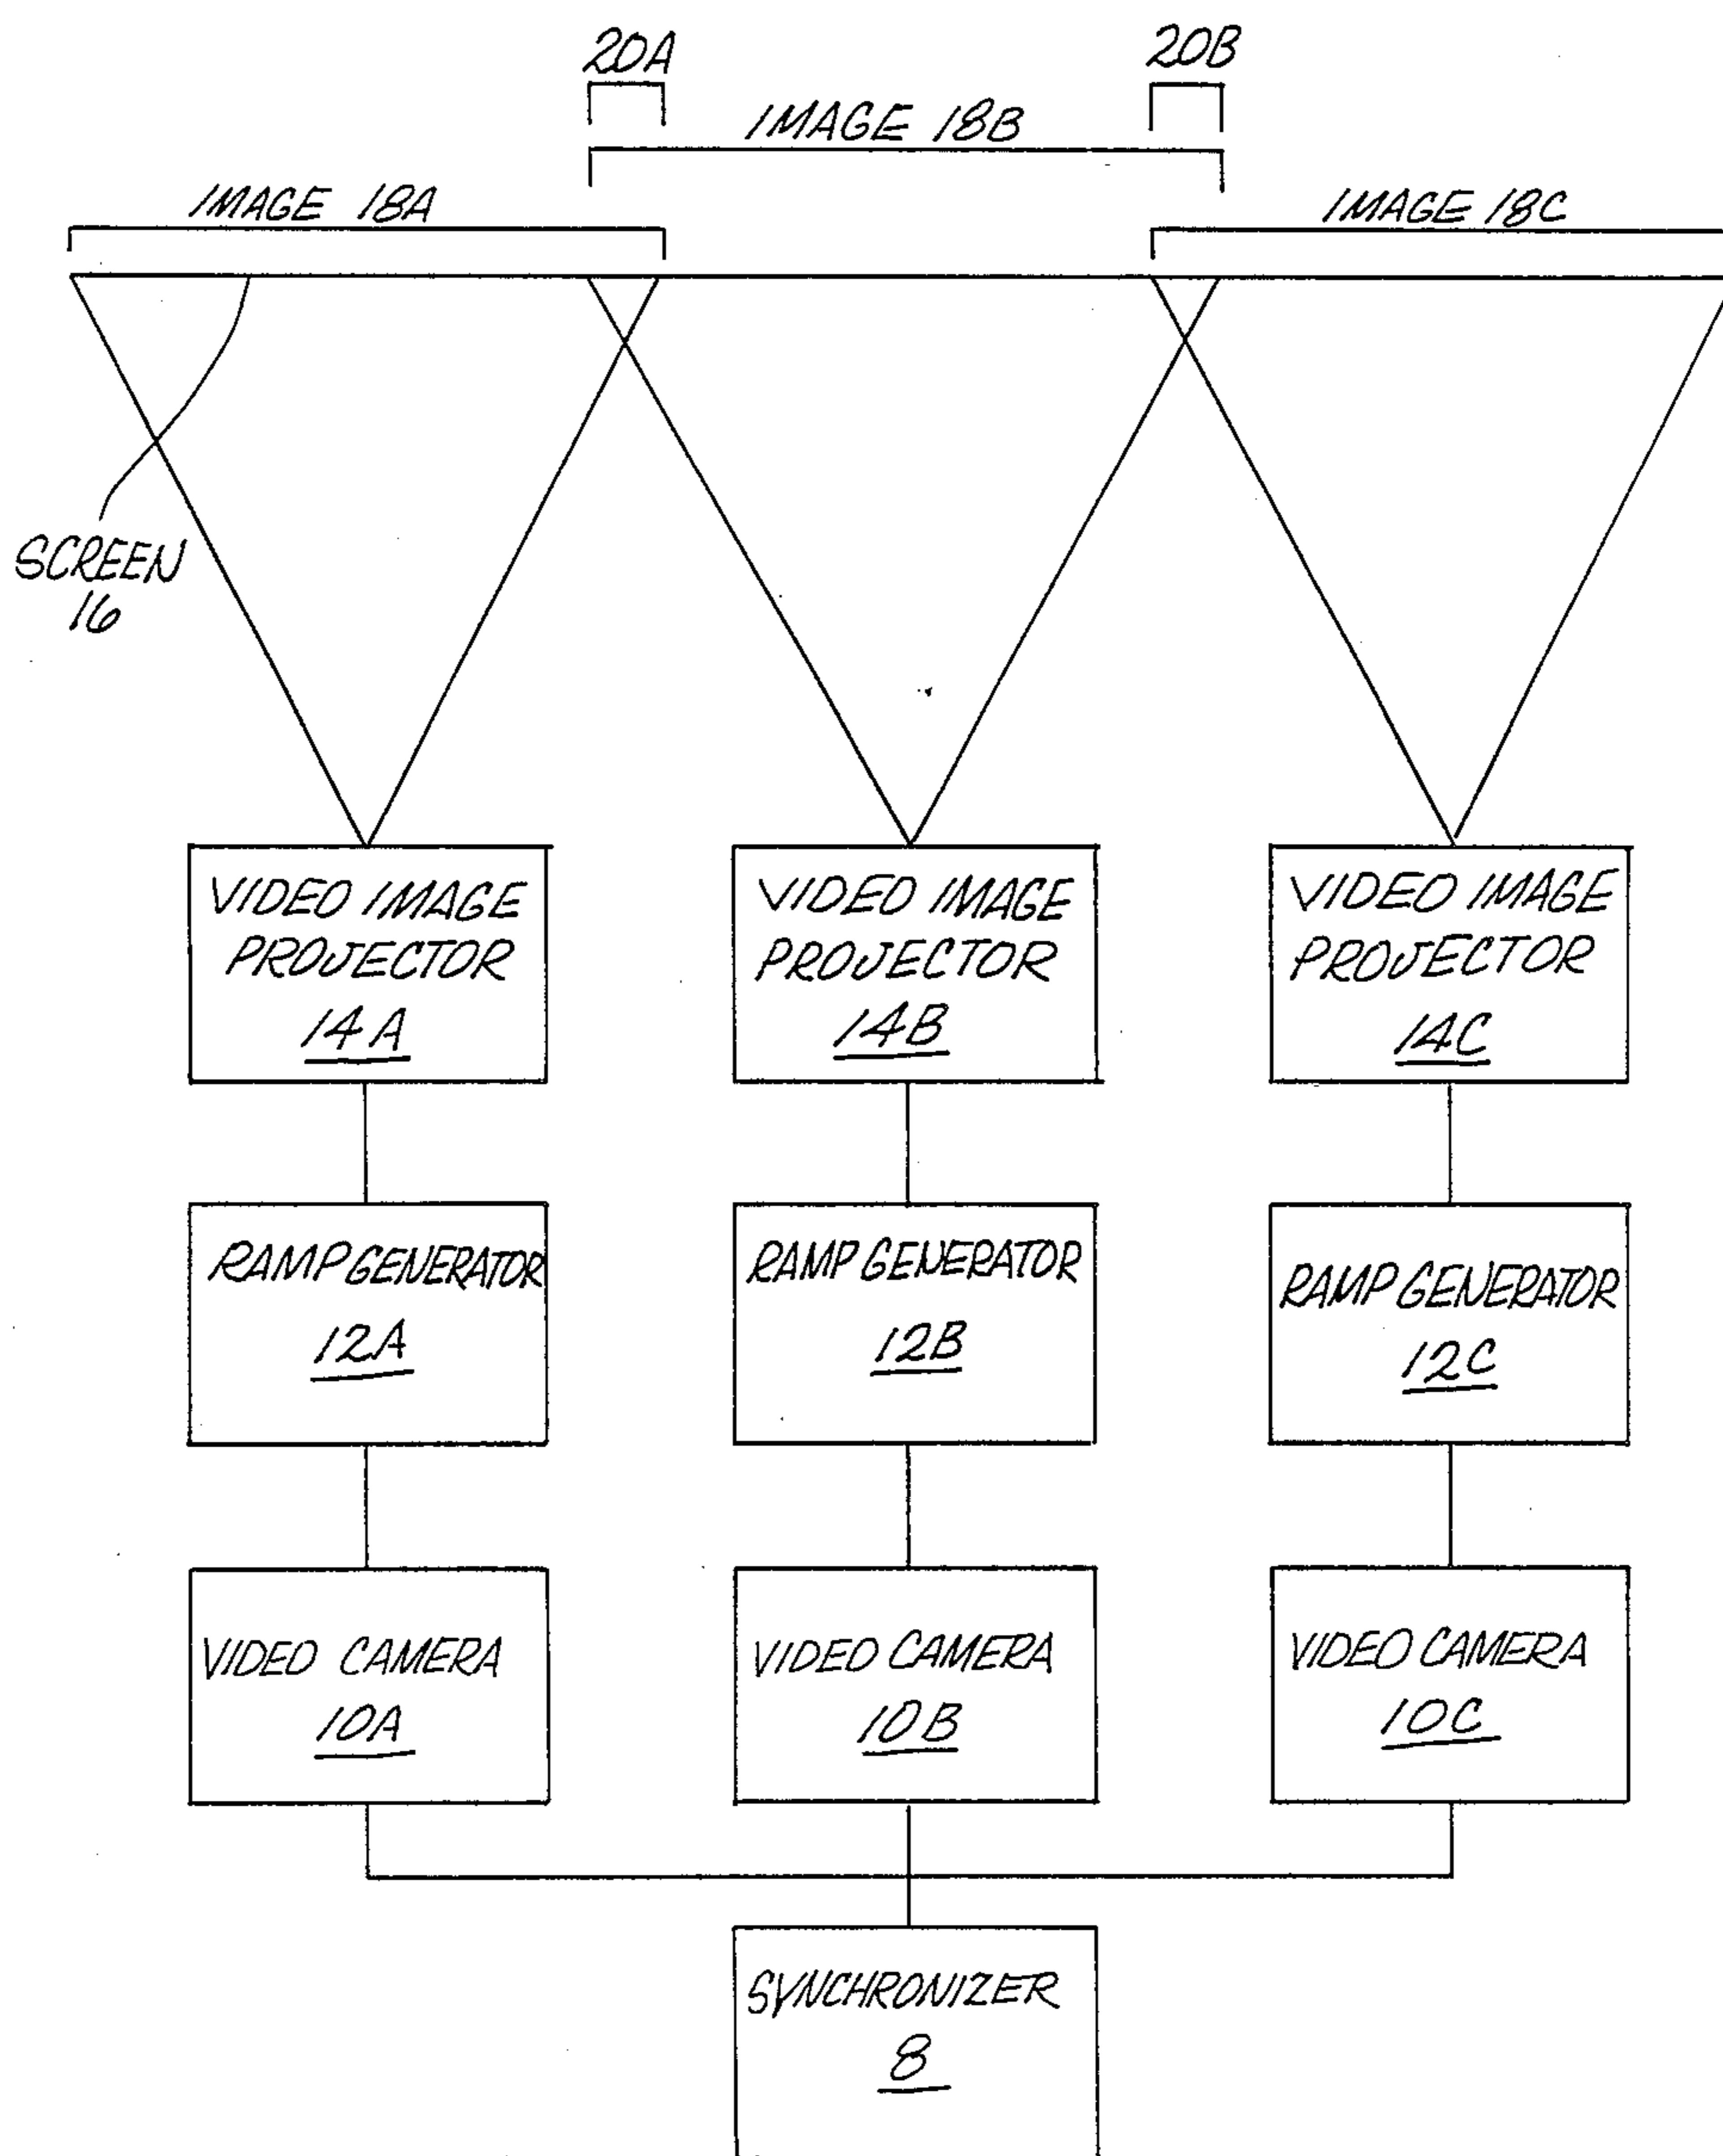 20A
20B
IMAGE 18B
IMAGE 18A
IMAGE 18C
SCREEN
16
VIDEO IMAGE
PROJECTOR
14A
VIDEO IMAGE
PROJECTOR
14B
VIDEO IMAGE
PROJECTOR
14C
RAMP GENERATOR
12A
RAMP GENERATOR
12B
RAMP GENERATOR
12C
VIDEO CAMERA
10A
VIDEO CAMERA
10B
VIDEO CAMERA
10C
SYNCHRONIZER
8